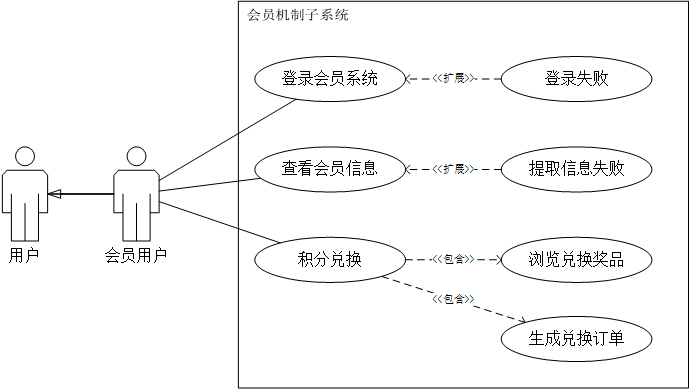 会员机制子系统
登录会员系统
<<扩展>>
登录失败
查看会员信息
<<扩展>>
提取信息失败
用户
会员用户
积分兑换
<<包含>>
浏览兑换奖品
<<包含>>
生成兑换订单